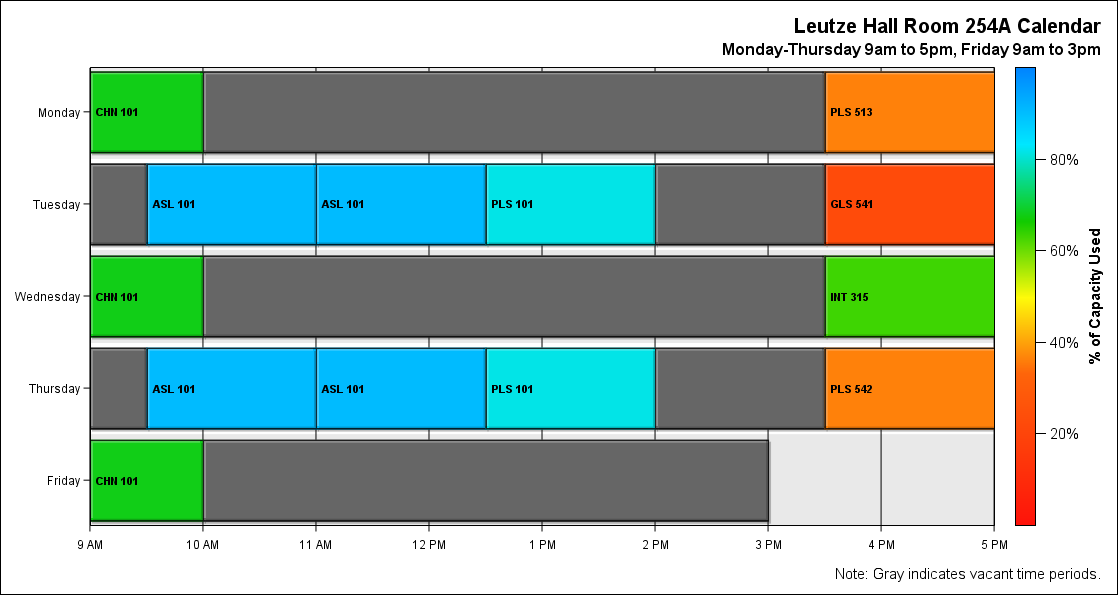 Leutze Hall Room 254A Calendar
Monday-Thursday 9am to 5pm, Friday 9am to 3pm
Monday
CHN 101
PLS 513
Tuesday
ASL 101
ASL 101
PLS 101
GLS 541
Wednesday
CHN 101
INT 315
Thursday
ASL 101
ASL 101
PLS 101
PLS 542
Friday
CHN 101
9 AM
10 AM
11 AM
12 PM
1 PM
2 PM
3 PM
4 PM
5 PM
80%
60%
40%
20%
% of Capacity Used
Note: Gray indicates vacant time periods.